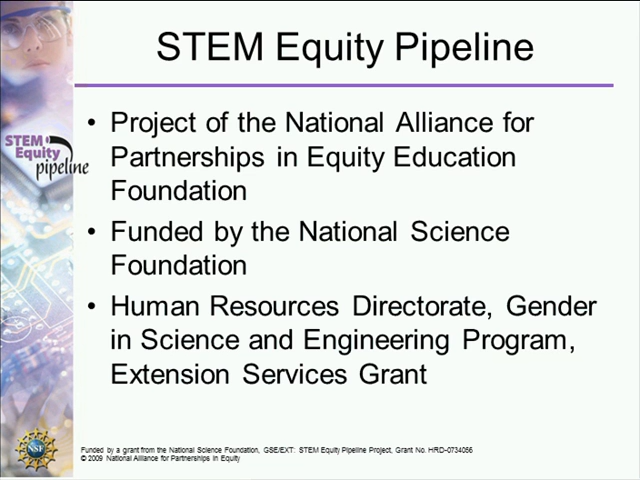 STEM Equity Pipeline
• Project of the National Alliance for
Partnerships in Equity Education
Foundation
• Funded by the National Science
Foundation
• Human Resources Directorate, Gender
in Science and Engineering Program,
Extension Services Grant
STEM
Equity
pipeline
NSF
Funded by a grant from the National Science Foundation, GSE/EXT: STEM Equity Pipeline Project, Grant No. HRD-0734056
© 2009 National Alliance for Partnerships in Equity